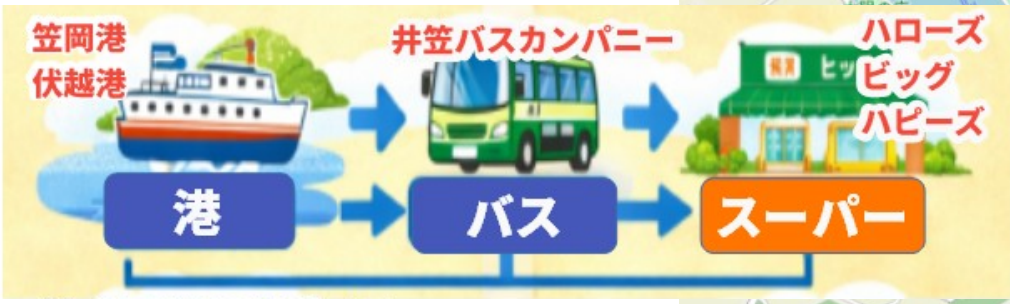 笠岡港
伏越港
井笠バスカンパニー
ハローズ
ビッグ
ハピーズ
港
バス
スーパー